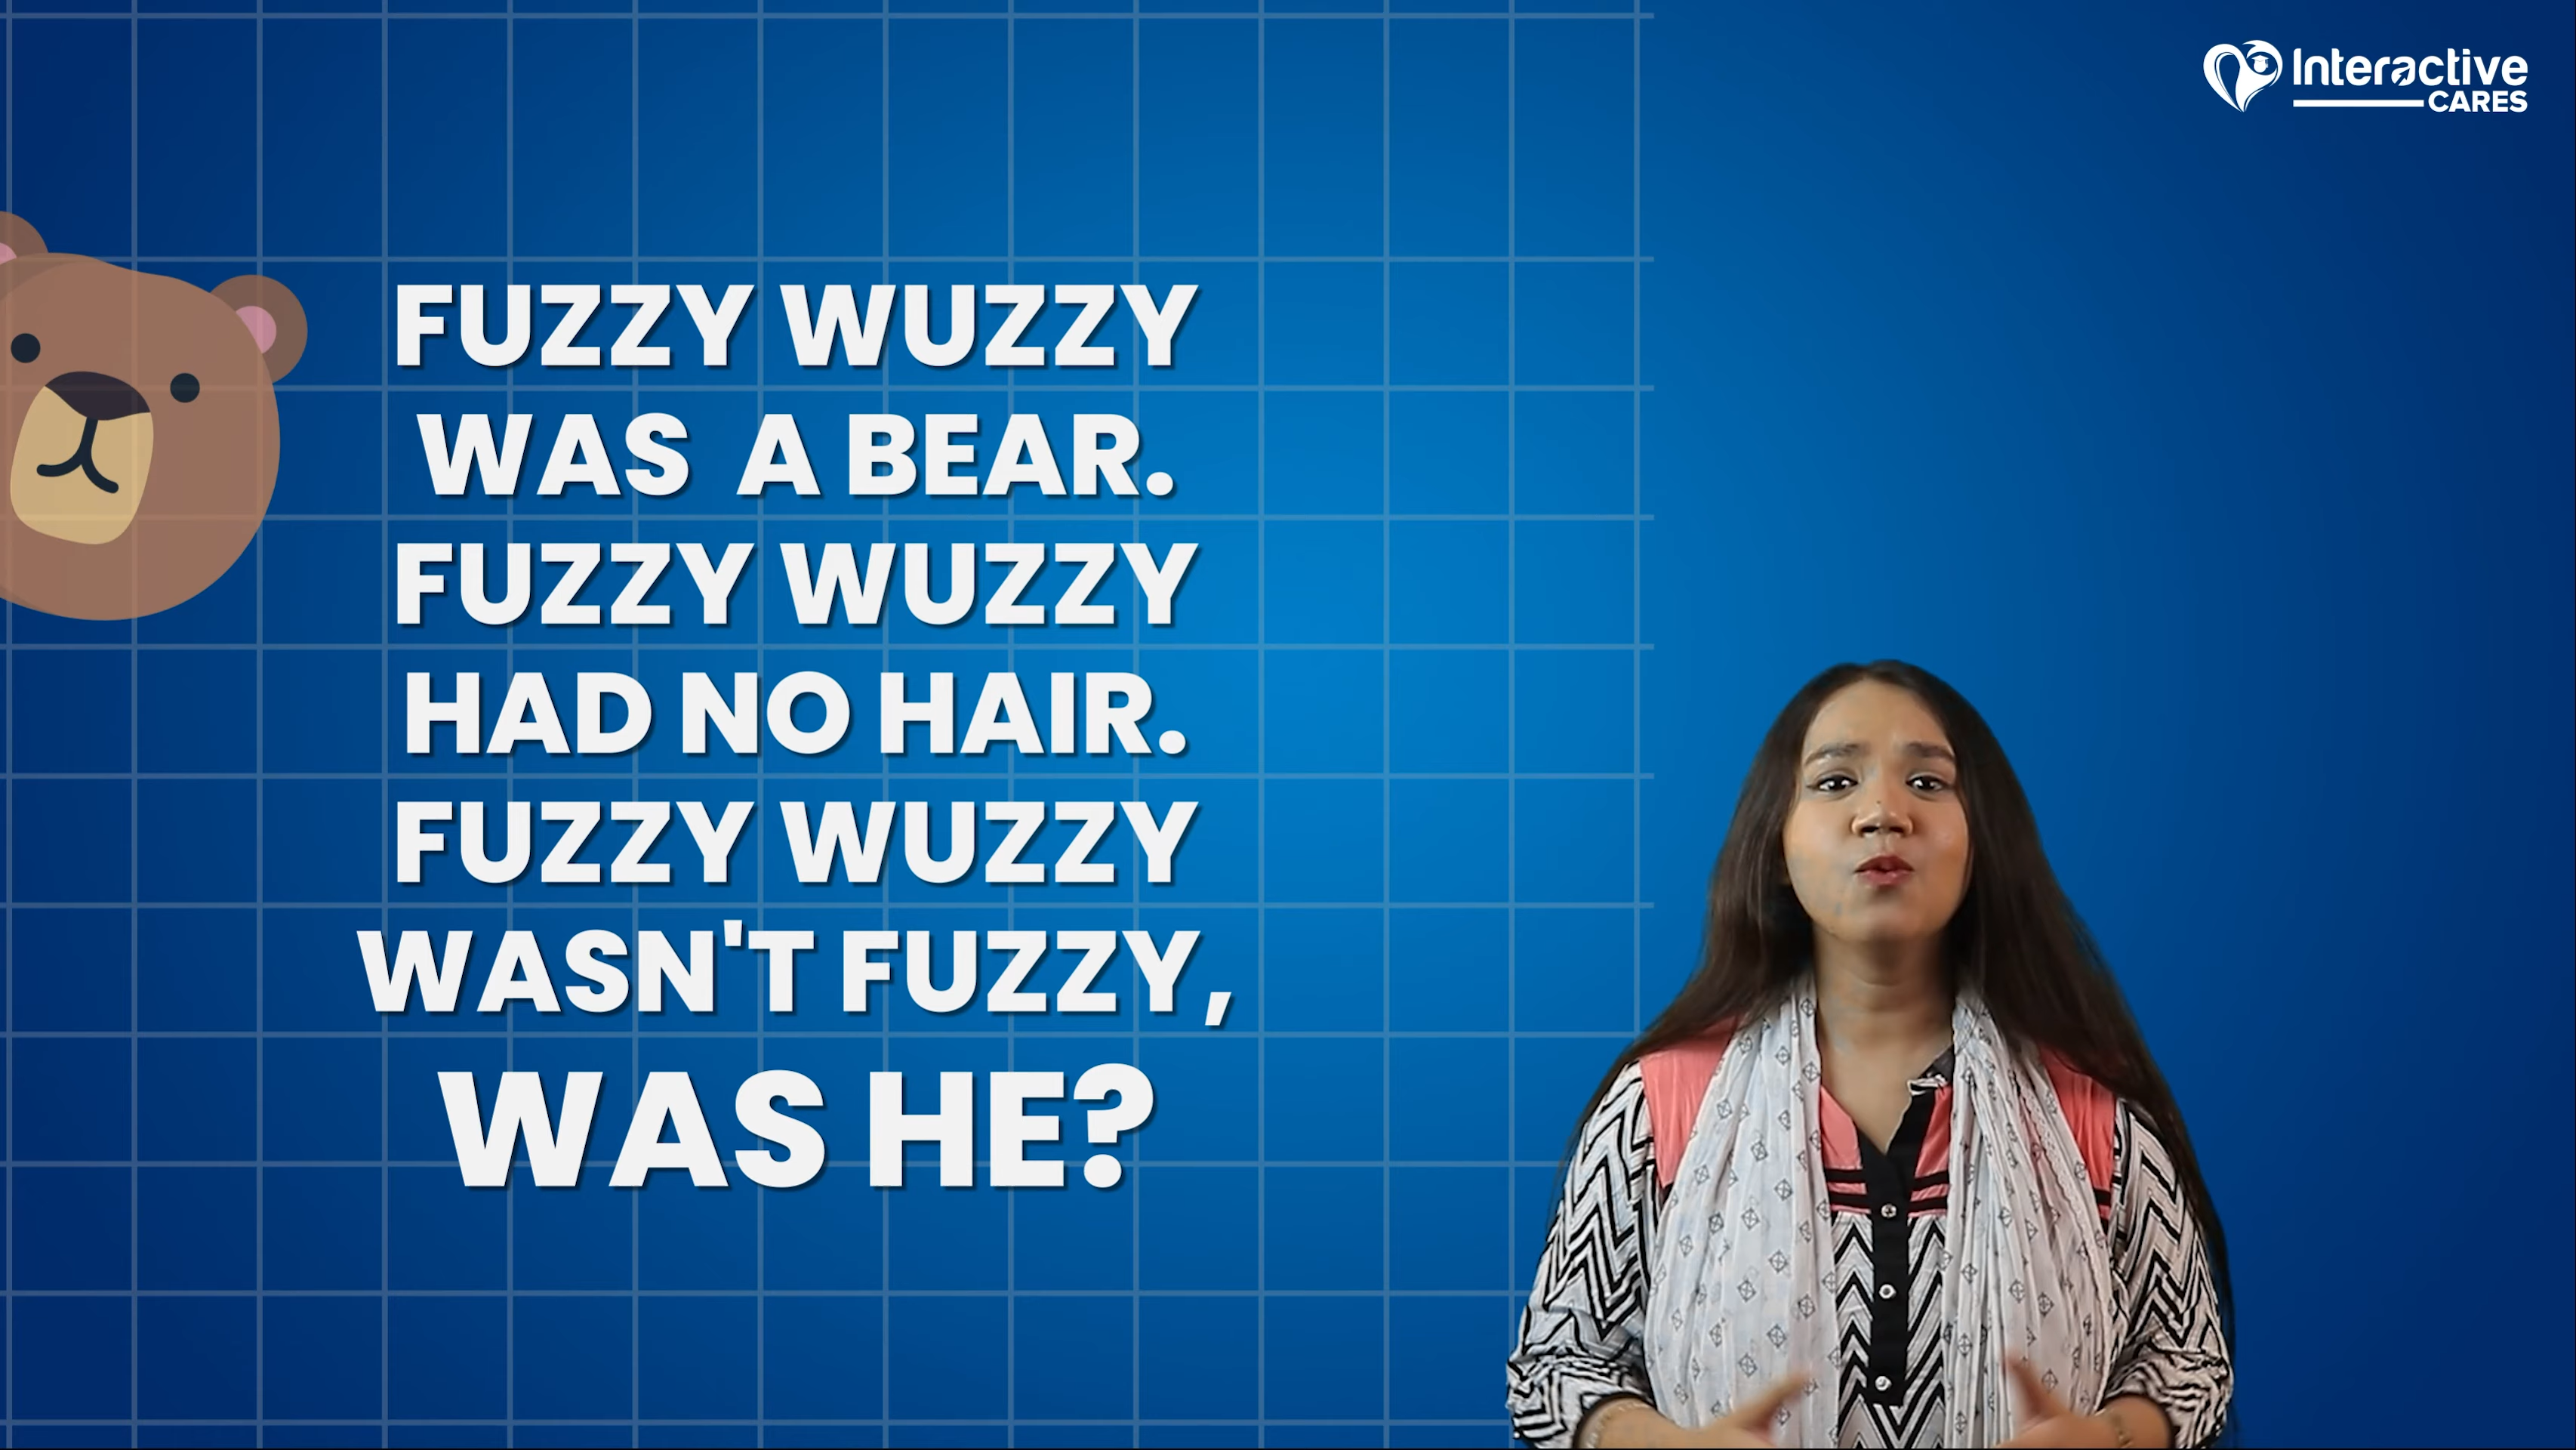 Interactive
CARES
FUZZY WUZZY
WAS A BEAR.
FUZZY WUZZY
HAD NO HAIR.
FUZZY WUZZY
WASN'T FUZZY,
WAS HE?